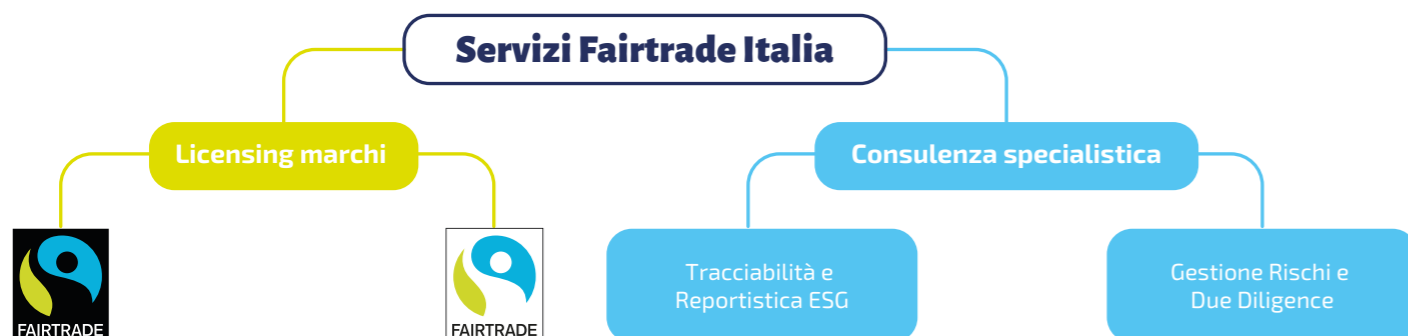 Servizi Fairtrade Italia
Licensing marchi
Consulenza specialistica
FAIRTRADE
FAIRTRADE
Tracciabilità e
Reportistica ESG
Gestione Rischi e
Due Diligence